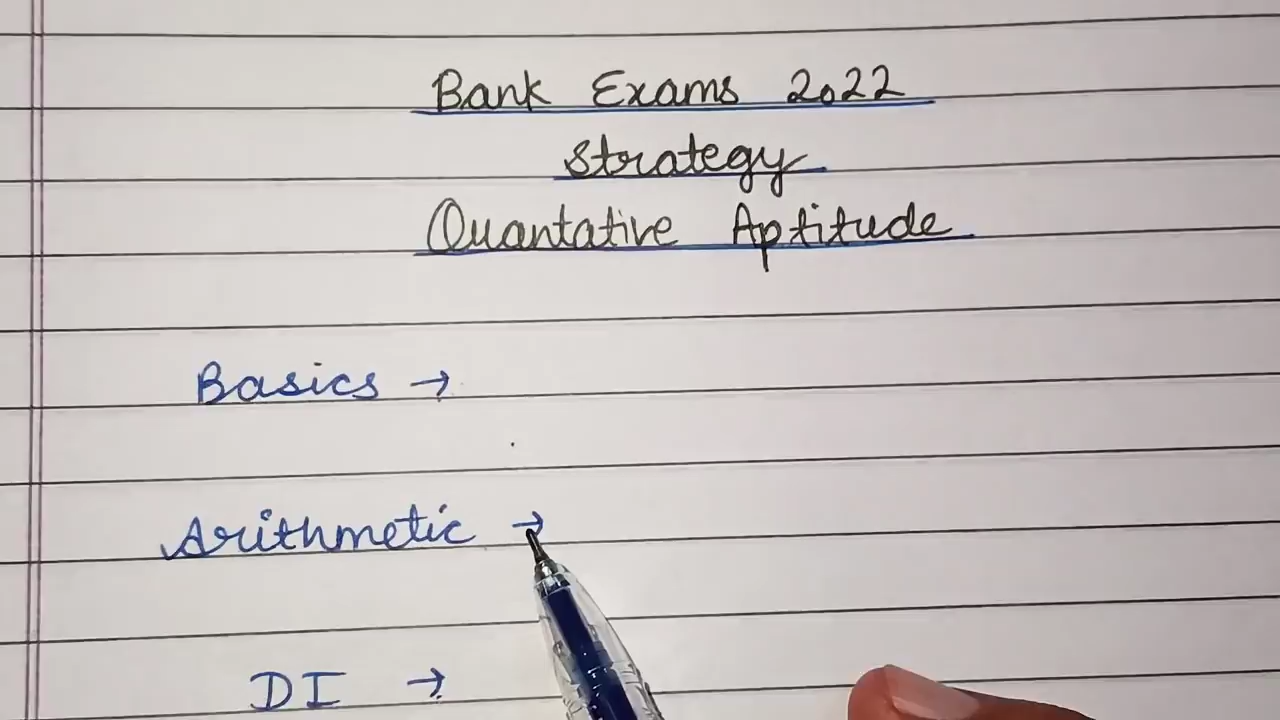 Bank Exams 2022
Strategy
Quantative Aptitude
Basics →
Arithmetic →
DI →